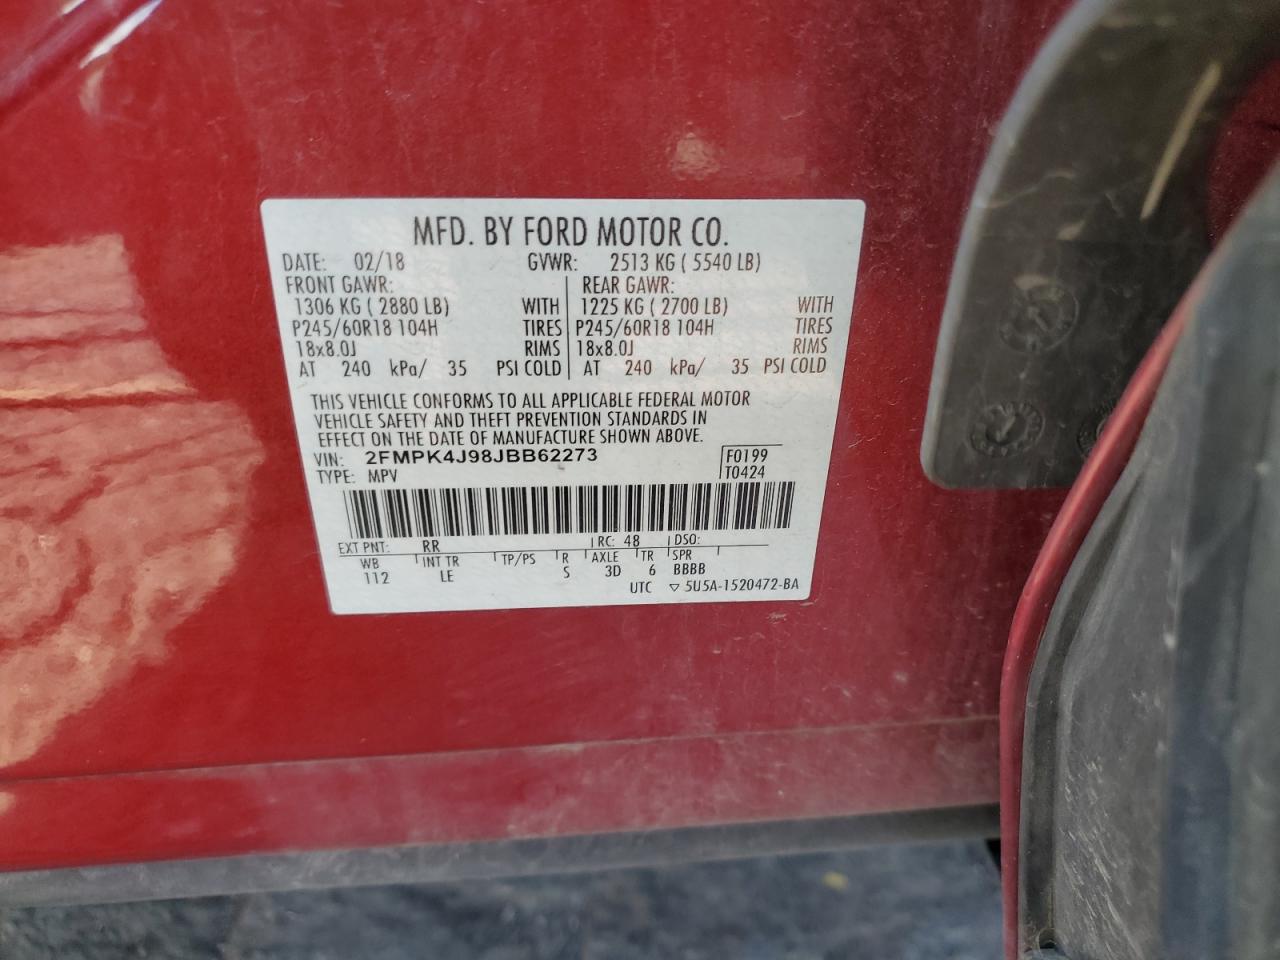 MFD. BY FORD MOTOR CO.
DATE: 02/18 GVWR: 2513 KG ( 5540 LB)
FRONT GAWR: REAR GAWR:
1306 KG ( 2880 LB) WITH 1225 KG ( 2700 LB) WITH
P245/60R18 104H TIRES P245/60R18 104H TIRES
18x8.0J RIMS 18x8.0J RIMS
AT 240 kPa/ 35 PSI COLD AT 240 kPa/ 35 PSI COLD
THIS VEHICLE CONFORMS TO ALL APPLICABLE FEDERAL MOTOR
VEHICLE SAFETY AND THEFT PREVENTION STANDARDS IN
EFFECT ON THE DATE OF MANUFACTURE SHOWN ABOVE.
VIN: 2FMPK4J98JBB62273 F0199
TYPE: MPV T0424
EXT PNT: RR RC: 48 DSO:
WB INT TR TP/PS R AXLE TR SPR
112 LE S 3D 6 BBBB
UTC ▽ 5U5A-1520472-BA